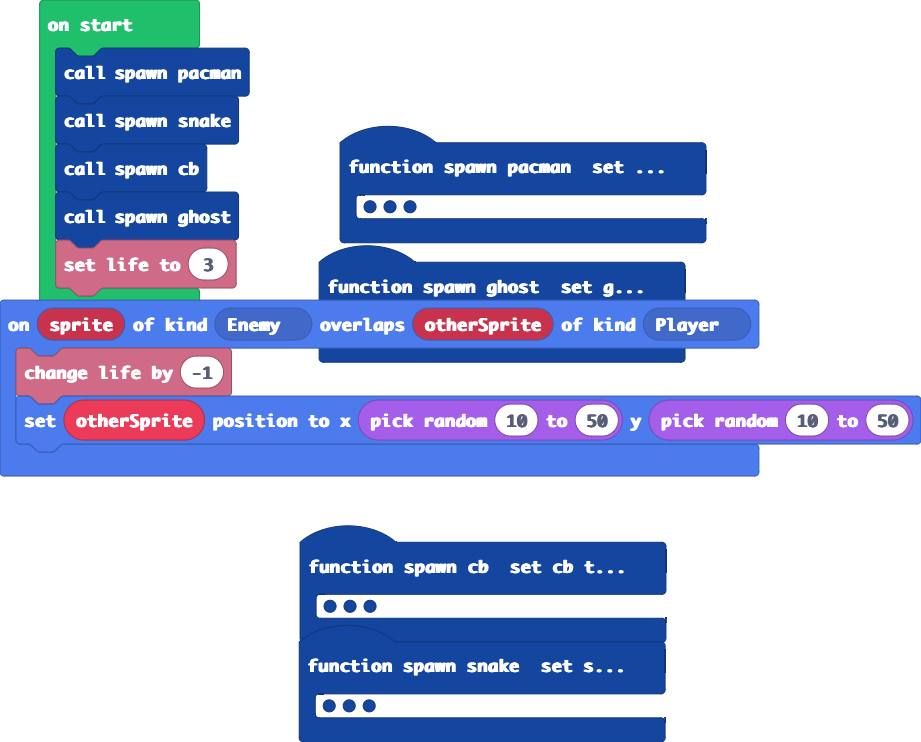 on start
call spawn pacman
call spawn snake
call spawn cb
call spawn ghost
set life to 3
function spawn pacman set ...
function spawn ghost set g...
on sprite of kind Enemy overlaps otherSprite of kind Player
change life by -1
set otherSprite position to x pick random 10 to 50 y pick random 10 to 50
function spawn cb set cb t...
function spawn snake set s...